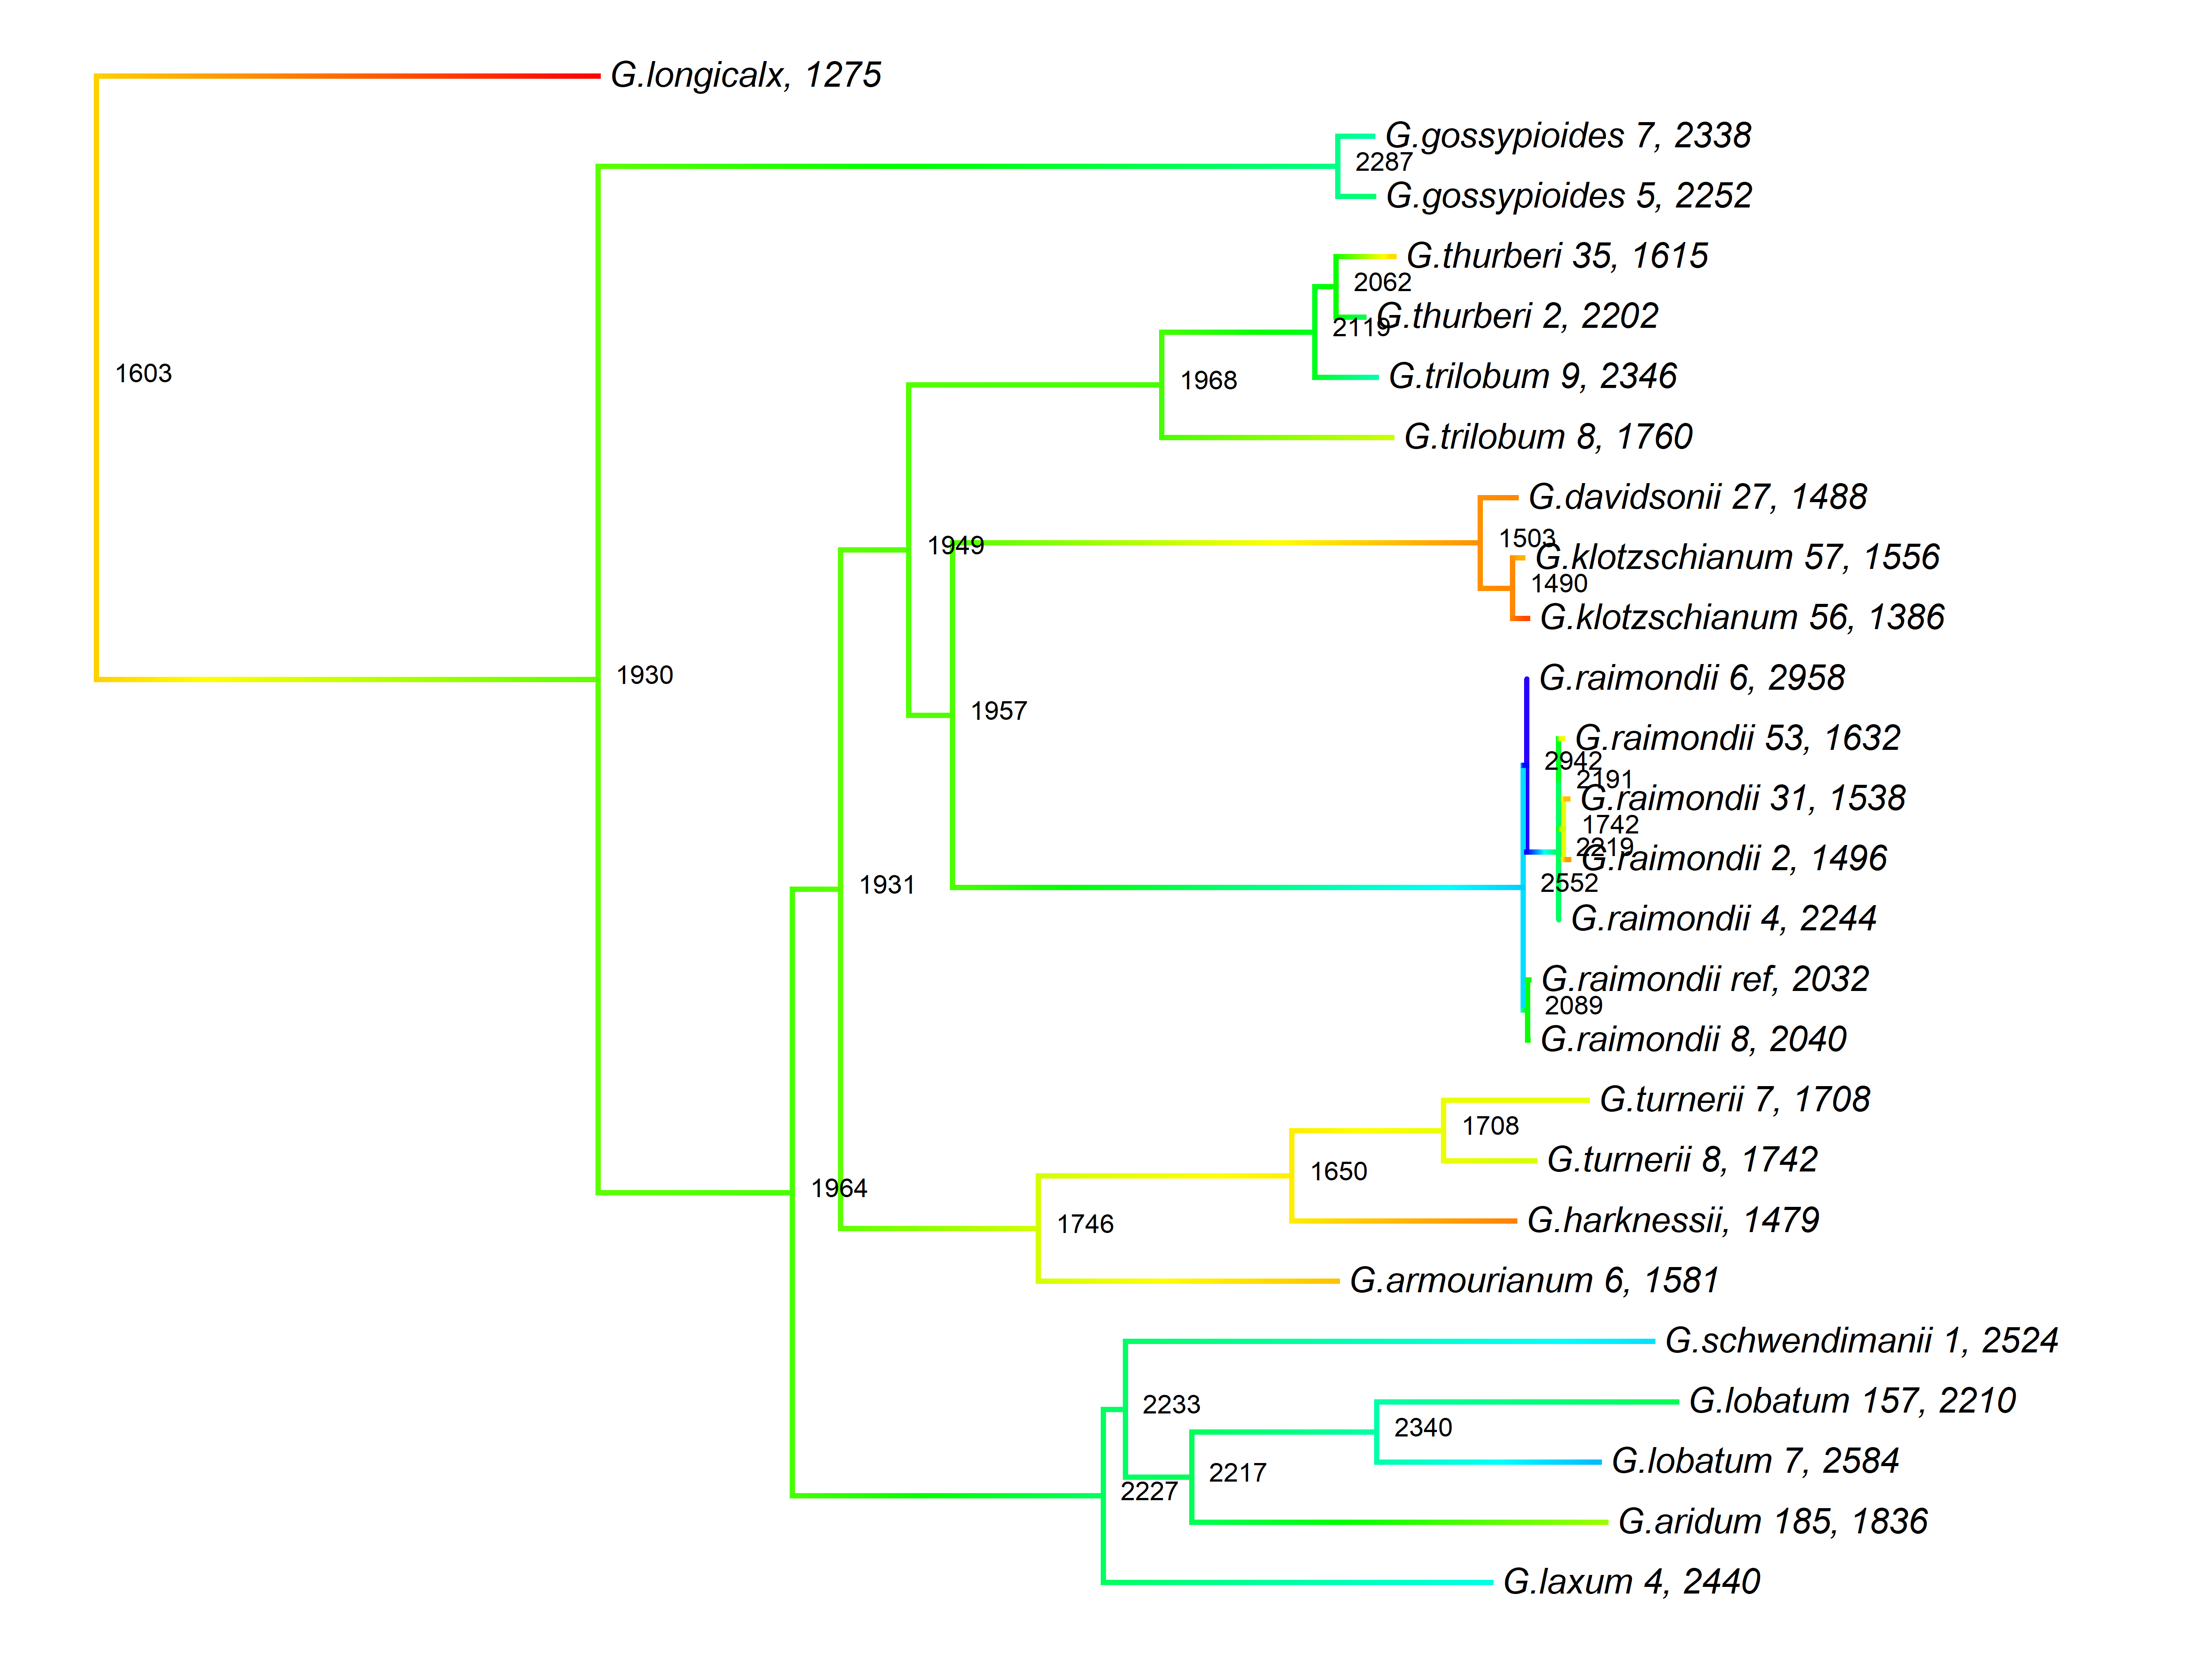 G.longicalx, 1275
G.gossypioides 7, 2338
2287
G.gossypioides 5, 2252
G.thurberi 35, 1615
2062
G.thurberi 2, 2202
2119
1603
G.trilobum 9, 2346
1968
G.trilobum 8, 1760
G.davidsonii 27, 1488
1503
1949
G.klotzschianum 57, 1556
1490
G.klotzschianum 56, 1386
1930
G.raimondii 6, 2958
1957
G.raimondii 53, 1632
2942
2191
G.raimondii 31, 1538
1742
2219
G.raimondii 2, 1496
2552
1931
G.raimondii 4, 2244
G.raimondii ref, 2032
2089
G.raimondii 8, 2040
G.turnerii 7, 1708
1708
G.turnerii 8, 1742
1650
1964
G.harknessii, 1479
1746
G.armourianum 6, 1581
G.schwendimanii 1, 2524
2233
G.lobatum 157, 2210
2340
G.lobatum 7, 2584
2217
2227
G.aridum 185, 1836
G.laxum 4, 2440